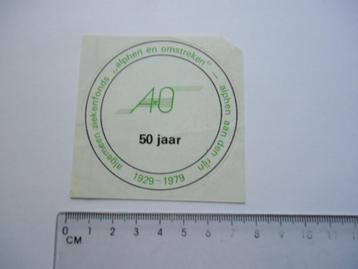 algemeen ziekenfonds „alphen en omstreken" – alphen aan den rijn
AO
50 jaar
1929-1979
0 1 2 3 4 5 6 7 8 9 10 11
CM